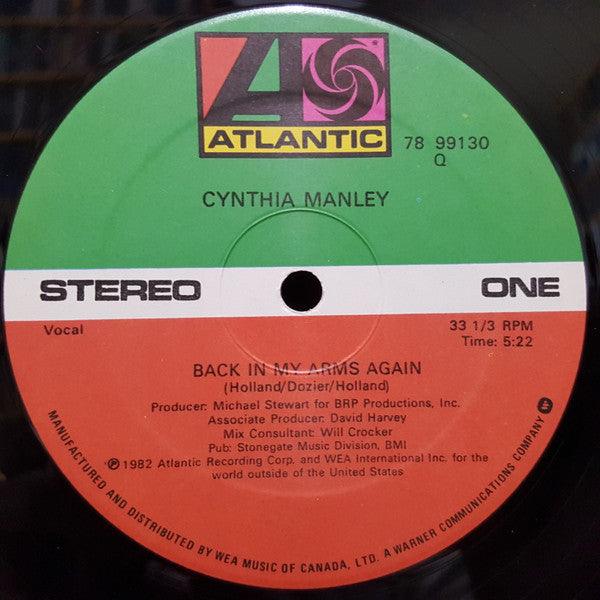 ATLANTIC
78 99130
Q
CYNTHIA MANLEY
STEREO
ONE
Vocal
33 1/3 RPM
Time: 5:22
BACK IN MY ARMS AGAIN
(Holland/Dozier/Holland)
Producer: Michael Stewart for BRP Productions, Inc.
Associate Producer: David Harvey
Mix Consultant: Will Crocker
Pub: Stonegate Music Division, BMI
℗1982 Atlantic Recording Corp. and WEA International Inc. for the
world outside of the United States
MANUFACTURED AND DISTRIBUTED BY WEA MUSIC OF CANADA, LTD. A WARNER COMMUNICATIONS COMPANY